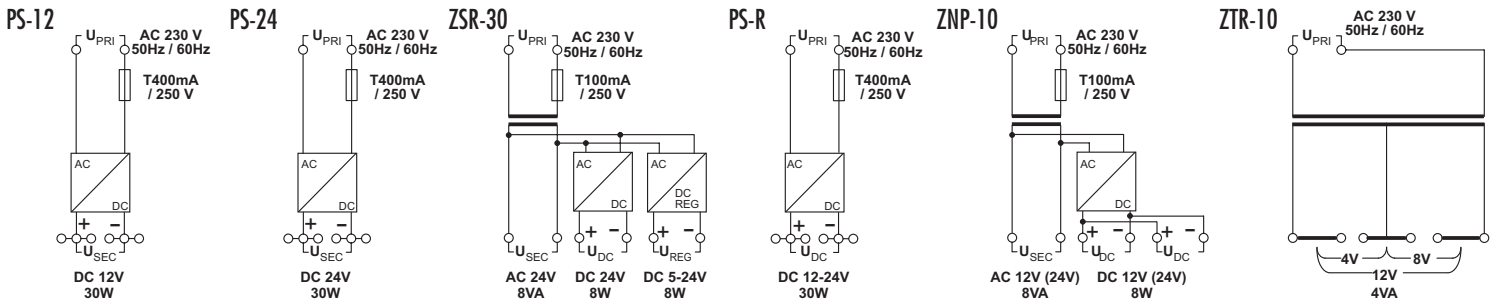 PS-12
U_PRI
AC 230 V
50Hz / 60Hz
T400mA
/ 250 V
AC
DC
+ −
U_SEC
DC 12V
30W
PS-24
U_PRI
AC 230 V
50Hz / 60Hz
T400mA
/ 250 V
AC
DC
+ −
U_SEC
DC 24V
30W
ZSR-30
U_PRI
AC 230 V
50Hz / 60Hz
T100mA
/ 250 V
AC
DC
AC
DC
REG
+ −
+ −
U_SEC
U_DC
U_REG
AC 24V
8VA
DC 24V
8W
DC 5-24V
8W
PS-R
U_PRI
AC 230 V
50Hz / 60Hz
T400mA
/ 250 V
AC
DC
+ −
U_DC
DC 12-24V
30W
ZNP-10
U_PRI
AC 230 V
50Hz / 60Hz
T100mA
/ 250 V
AC
DC
+ −
+ −
U_SEC
U_DC
U_DC
AC 12V (24V)
8VA
DC 12V (24V)
8W
ZTR-10
U_PRI
AC 230 V
50Hz / 60Hz
4V
8V
12V
4VA